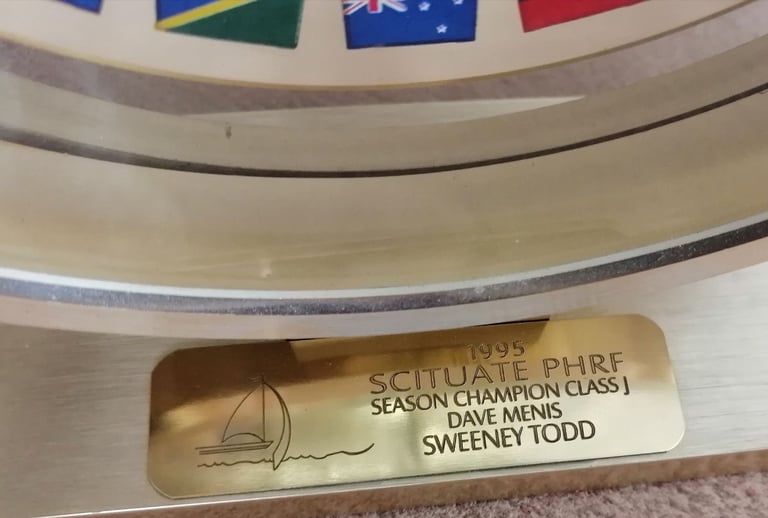 1995
SCITUATE PHRF
SEASON CHAMPION CLASS J
DAVE MENIS
SWEENEY TODD